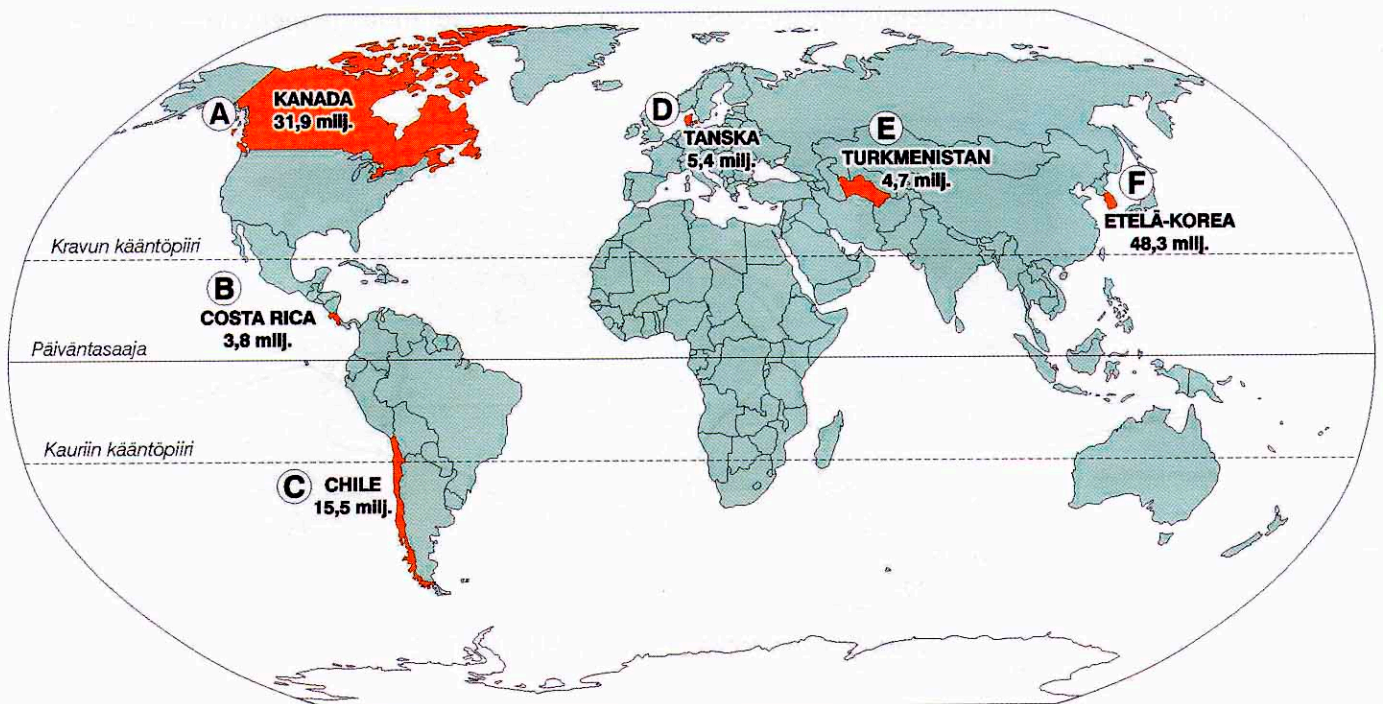 A
KANADA
31,9 milj.
D
TANSKA
5,4 milj.
E
TURKMENISTAN
4,7 milj.
F
ETELÄ-KOREA
48,3 milj.
Kravun kääntöpiiri
B
COSTA RICA
3,8 milj.
Päiväntasaaja
Kauriin kääntöpiiri
C
CHILE
15,5 milj.